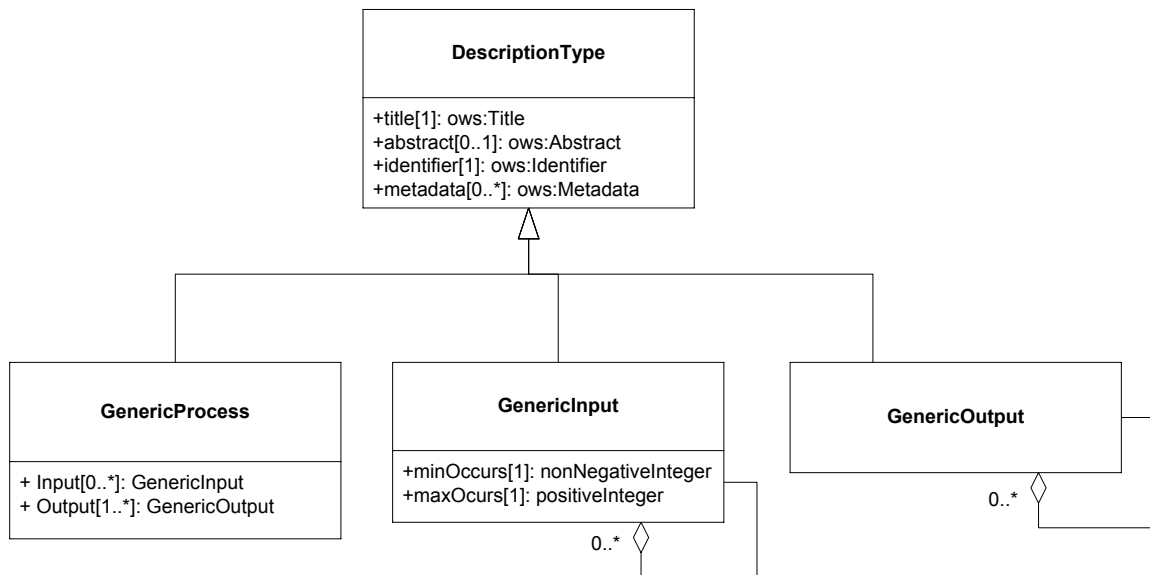 DescriptionType
+title[1]: ows:Title
+abstract[0..1]: ows:Abstract
+identifier[1]: ows:Identifier
+metadada[0..*]: ows:Metadata
GenericProcess
+ Input[0..*]: GenericInput
+ Output[1..*]: GenericOutput
GenericInput
+minOccurs[1]: nonNegativeInteger
+maxOcurs[1]: positiveInteger
0..*
GenericOutput
0..*